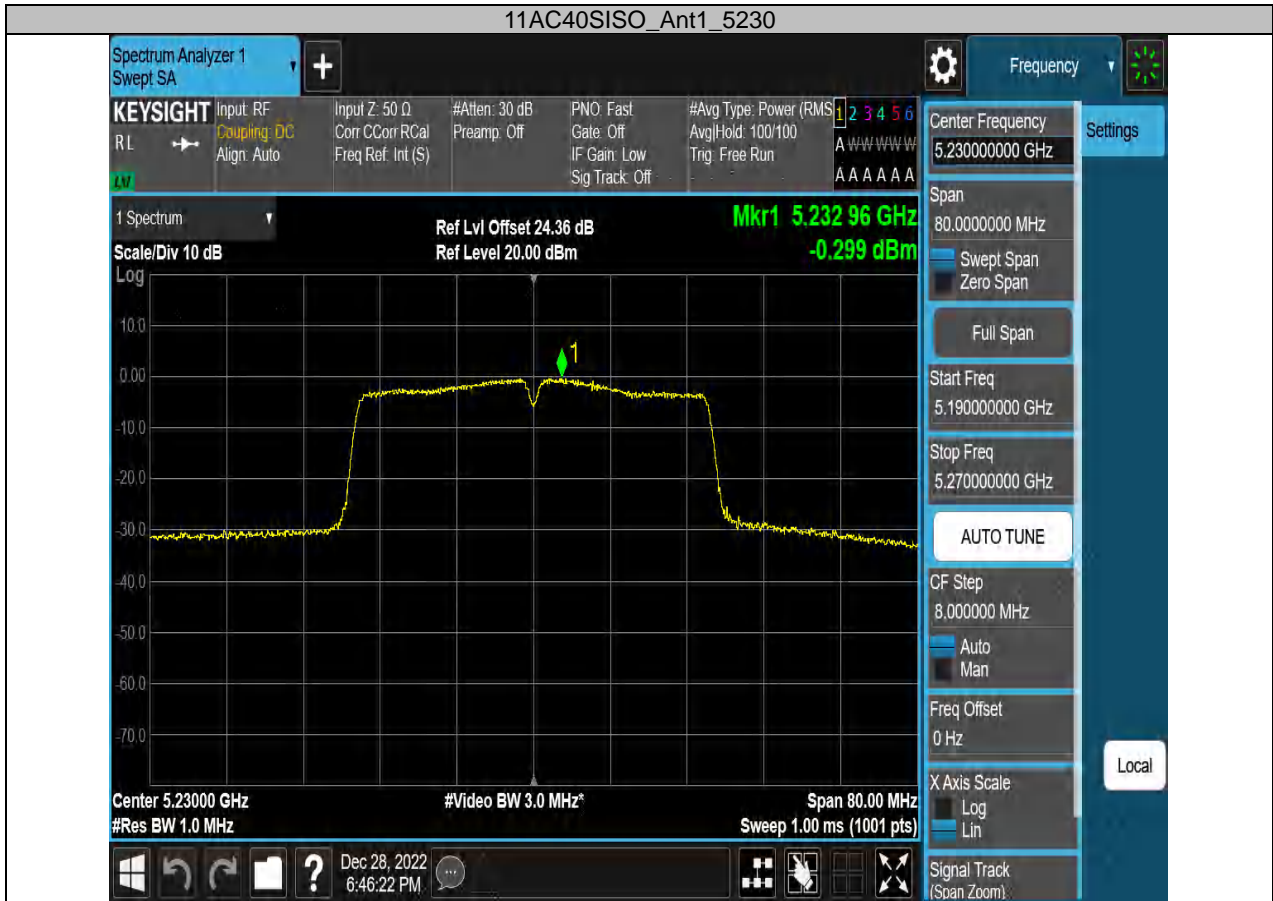 11AC40SISO_Ant1_5230
Spectrum Analyzer 1
Swept SA
Frequency
KEYSIGHT
RL
Input: RF
Coupling: DC
Align: Auto
Input Z: 50 Ω
Corr CCorr RCal
Freq Ref: Int (S)
#Atten: 30 dB
Preamp: Off
PNO: Fast
Gate: Off
IF Gain: Low
Sig Track: Off
#Avg Type: Power (RMS
Avg|Hold: 100/100
Trig: Free Run
1 2 3 4 5 6
A W W W W W
A A A A A A
1 Spectrum
Scale/Div 10 dB
Log
Ref Lvl Offset 24.36 dB
Ref Level 20.00 dBm
Mkr1 5.232 96 GHz
-0.299 dBm
10.0
0.00
-10.0
-20.0
-30.0
-40.0
-50.0
-60.0
-70.0
1
Center 5.23000 GHz
#Video BW 3.0 MHz*
Span 80.00 MHz
#Res BW 1.0 MHz
Sweep 1.00 ms (1001 pts)
Dec 28, 2022
6:46:22 PM
Center Frequency
5.230000000 GHz
Settings
Span
80.0000000 MHz
Swept Span
Zero Span
Full Span
Start Freq
5.190000000 GHz
Stop Freq
5.270000000 GHz
AUTO TUNE
CF Step
8.000000 MHz
Auto
Man
Freq Offset
0 Hz
X Axis Scale
Log
Lin
Local
Signal Track
(Span Zoom)